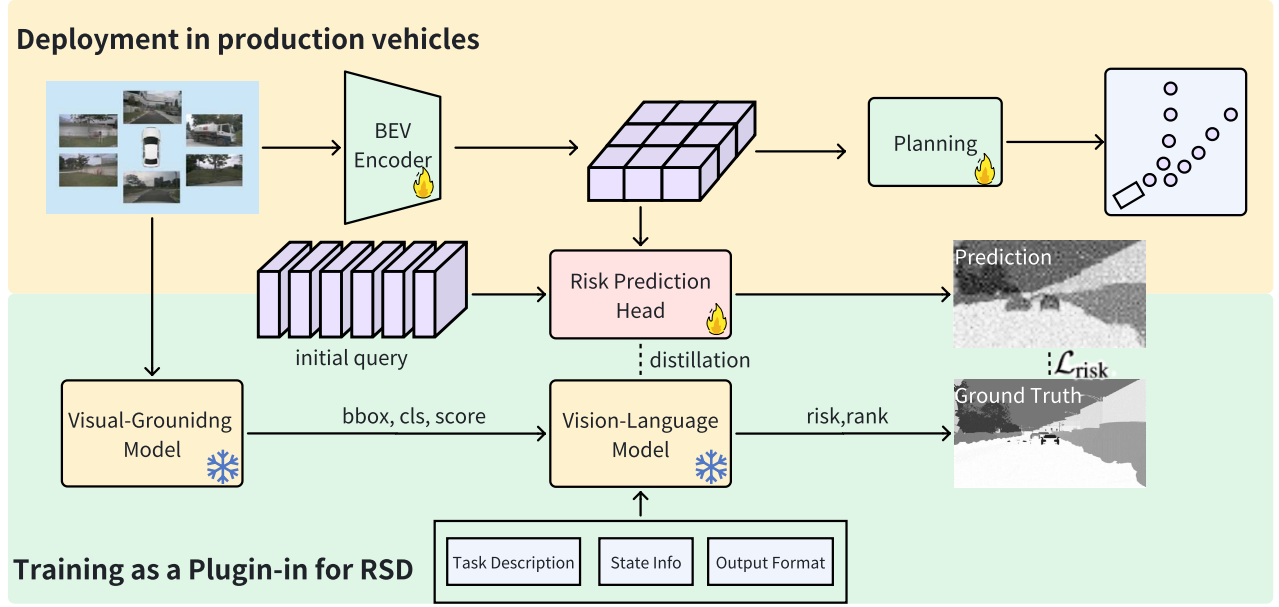 Deployment in production vehicles
BEV
Encoder
Planning
Risk Prediction
Head
Prediction
initial query
distillation
ℒrisk
Visual-Grounidng
Model
bbox, cls, score
Vision-Language
Model
risk,rank
Ground Truth
Task Description
State Info
Output Format
Training as a Plugin-in for RSD